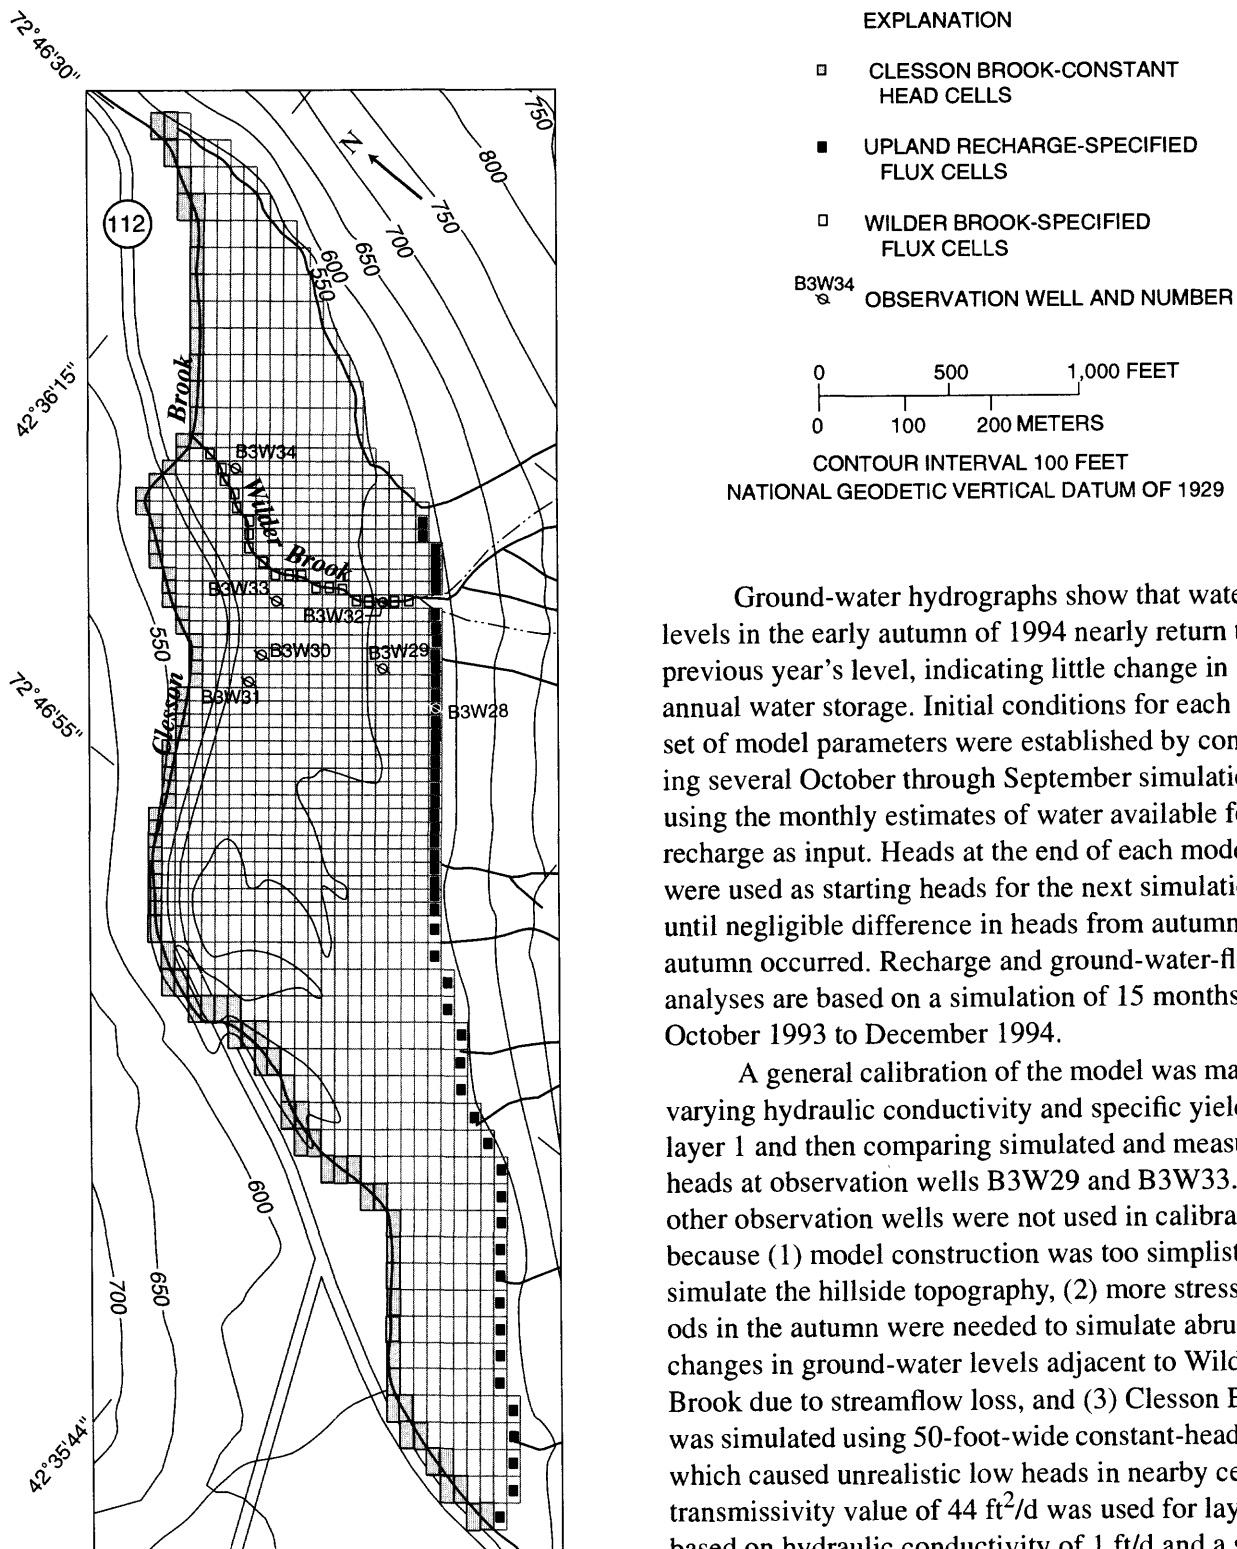 72°46'30"
42°36'15"
72°46'55"
42°35'44"
112
N
750
800
750
700
650
600
550
Brook
B3W34
Wilder Brook
B3W33
B3W32
B3W30
B3W29
B3W31
B3W28
550
Clesson
600
650
700
EXPLANATION
CLESSON BROOK-CONSTANT
HEAD CELLS
UPLAND RECHARGE-SPECIFIED
FLUX CELLS
WILDER BROOK-SPECIFIED
FLUX CELLS
B3W34
OBSERVATION WELL AND NUMBER
0 500 1,000 FEET
0 100 200 METERS
CONTOUR INTERVAL 100 FEET
NATIONAL GEODETIC VERTICAL DATUM OF 1929
Ground-water hydrographs show that wate
levels in the early autumn of 1994 nearly return t
previous year's level, indicating little change in
annual water storage. Initial conditions for each
set of model parameters were established by con
ing several October through September simulatio
using the monthly estimates of water available fo
recharge as input. Heads at the end of each mode
were used as starting heads for the next simulatio
until negligible difference in heads from autumn
autumn occurred. Recharge and ground-water-fl
analyses are based on a simulation of 15 months
October 1993 to December 1994.
A general calibration of the model was ma
varying hydraulic conductivity and specific yield
layer 1 and then comparing simulated and measu
heads at observation wells B3W29 and B3W33.
other observation wells were not used in calibra
because (1) model construction was too simplist
simulate the hillside topography, (2) more stress
ods in the autumn were needed to simulate abru
changes in ground-water levels adjacent to Wild
Brook due to streamflow loss, and (3) Clesson B
was simulated using 50-foot-wide constant-head
which caused unrealistic low heads in nearby ce
transmissivity value of 44 ft²/d was used for lay
based on hydraulic conductivity of 1 ft/d and a s